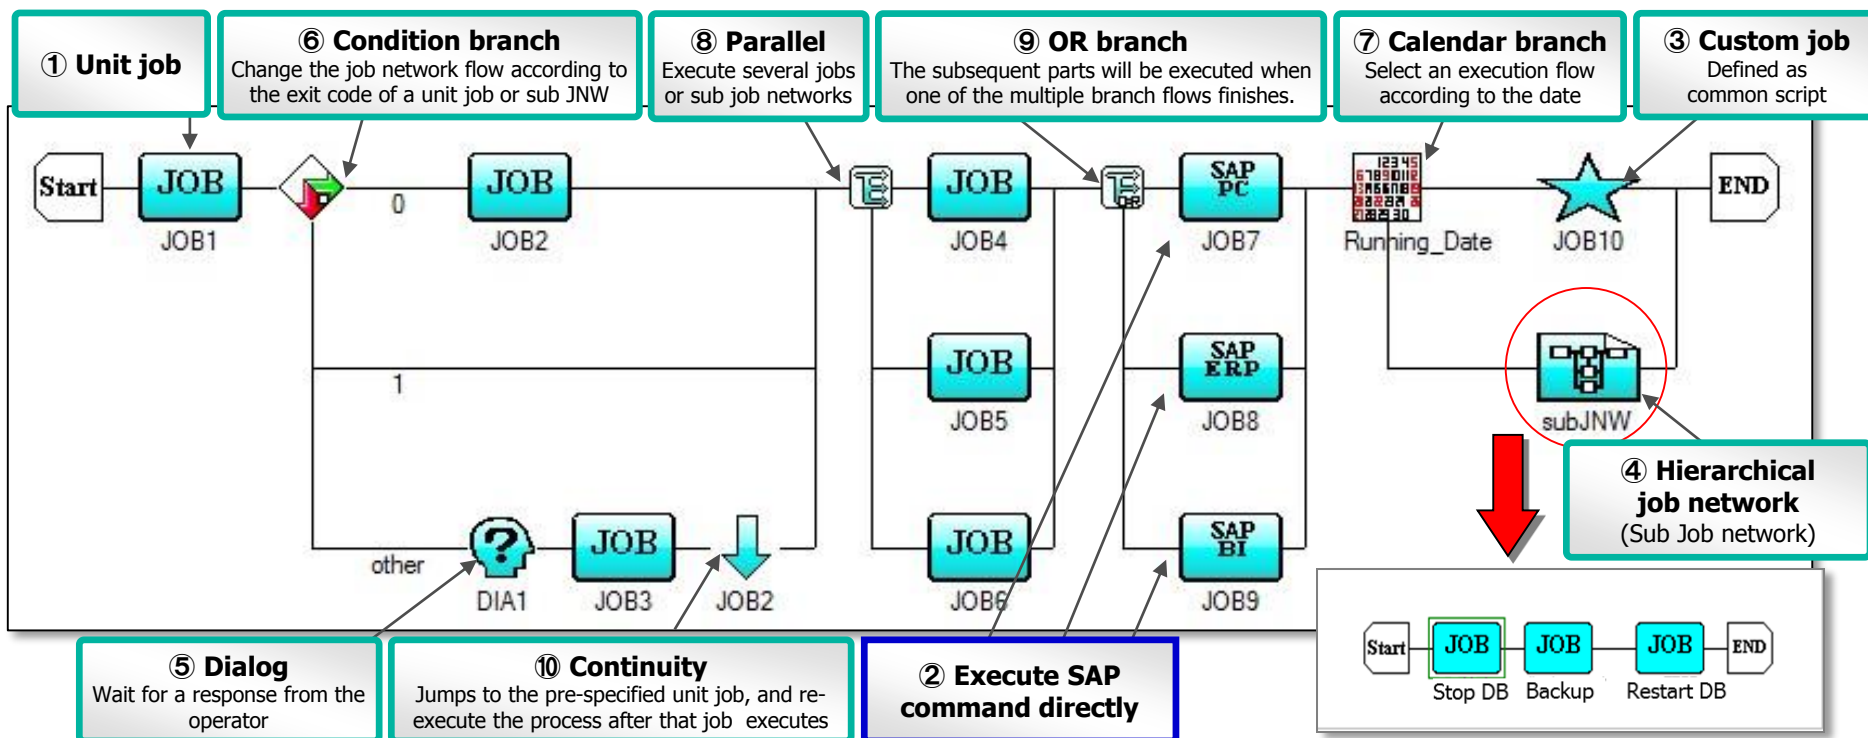 ① Unit job
⑥ Condition branch
Change the job network flow according to
the exit code of a unit job or sub JNW
⑧ Parallel
Execute several jobs
or sub job networks
⑨ OR branch
The subsequent parts will be executed when
one of the multiple branch flows finishes.
⑦ Calendar branch
Select an execution flow
according to the date
③ Custom job
Defined as
common script
Start
JOB
JOB1
0
JOB
JOB2
JOB
JOB4
OR
SAP
PC
JOB7
Running_Date
JOB10
END
1
JOB
JOB5
SAP
ERP
JOB8
subJNW
④ Hierarchical
job network
(Sub Job network)
other
?
DIA1
JOB
JOB3
JOB2
JOB
JOB6
SAP
BI
JOB9
⑤ Dialog
Wait for a response from the
operator
⑩ Continuity
Jumps to the pre-specified unit job, and re-
execute the process after that job  executes
② Execute SAP
command directly
Start
JOB
Stop DB
JOB
Backup
JOB
Restart DB
END